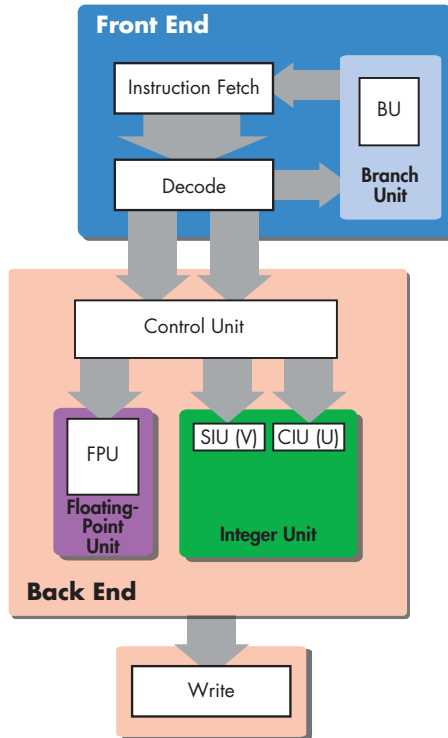 Front End
Instruction Fetch
BU
Decode
Branch
Unit
Control Unit
FPU
SIU (V)
CIU (U)
Floating-
Point
Unit
Integer Unit
Back End
Write